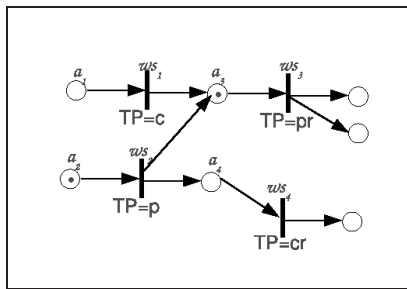 a₁ ws₁ a₃ ws₃
TP=c TP=pr
a₂ ws₂ a₄
TP=p ws₄
TP=cr